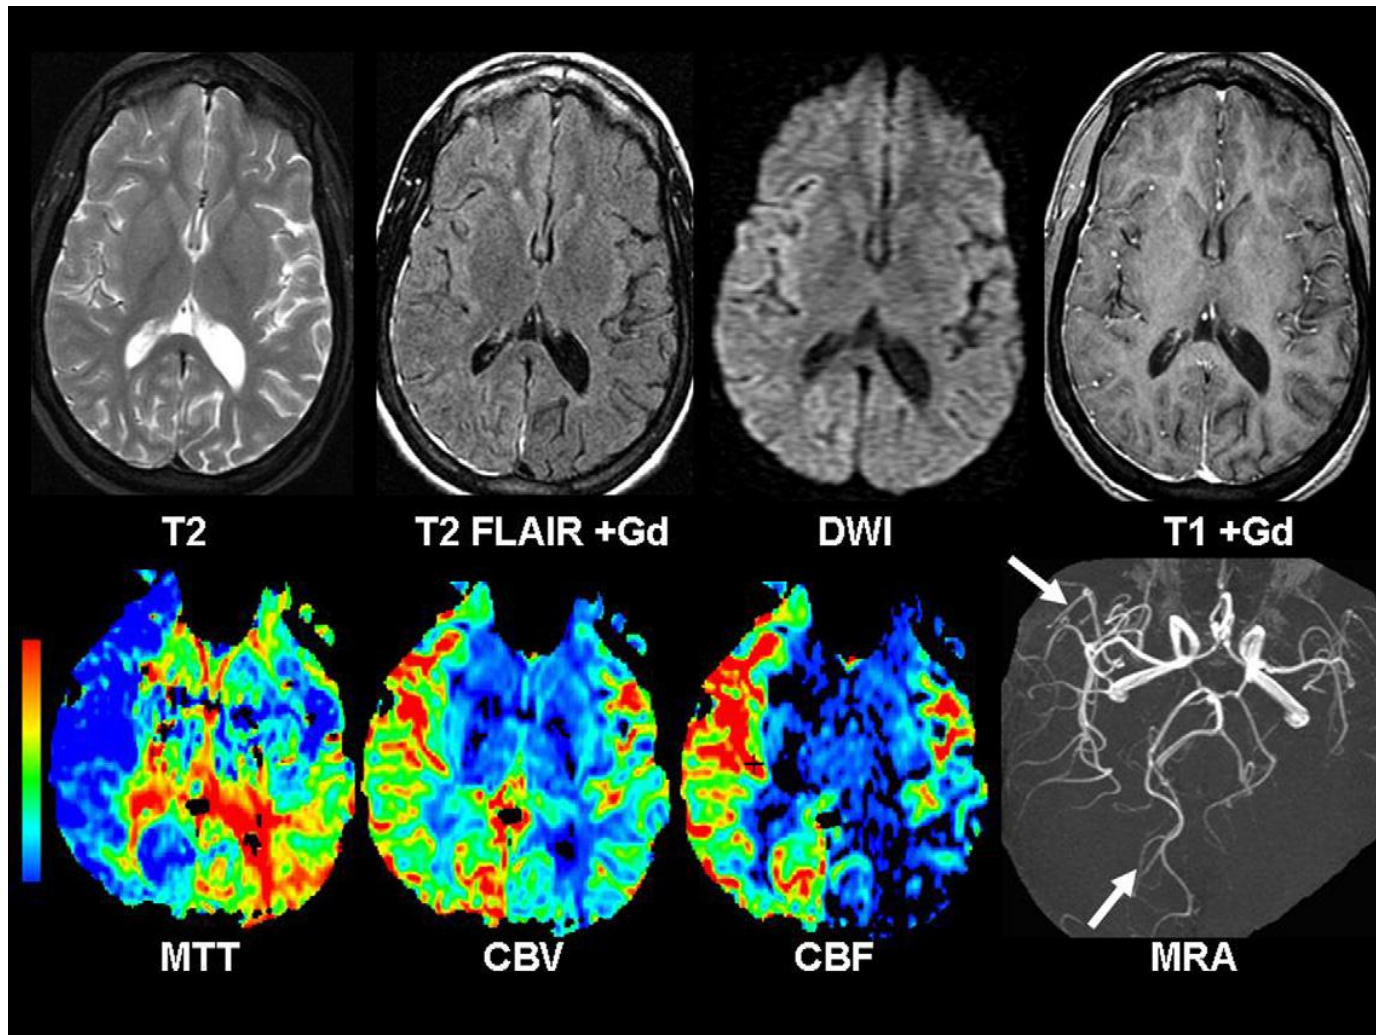 T2
T2 FLAIR +Gd
DWI
T1 +Gd
MTT
CBV
CBF
MRA